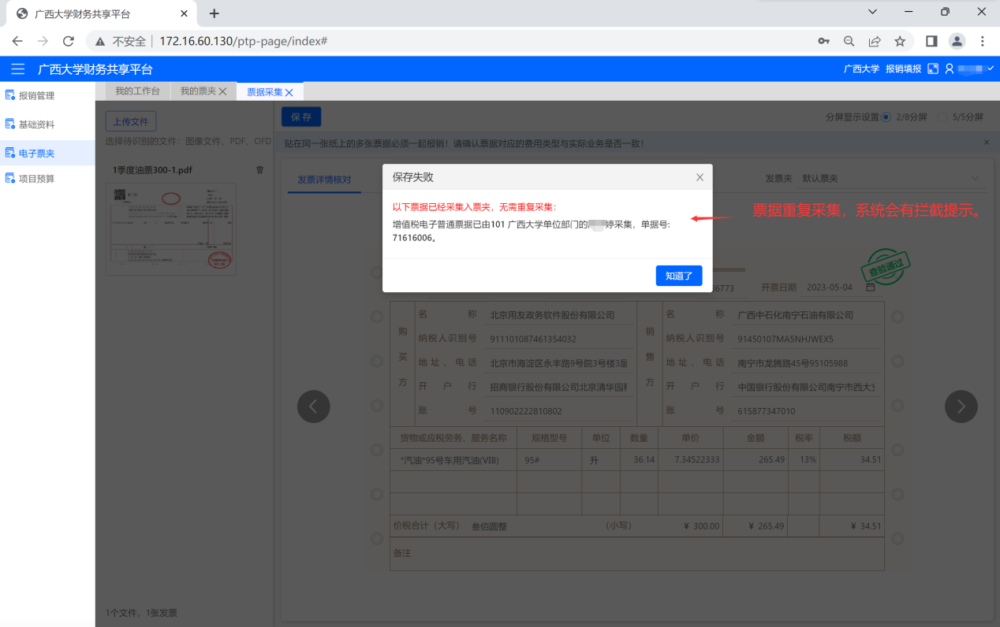 广西大学财务共享平台
不安全 172.16.60.130/ptp-page/index#
广西大学财务共享平台
广西大学 报销填报
报销管理
基础资料
电子票夹
项目预算
我的工作台 我的票夹 票据采集
上传文件
选择待识别的文件：图像文件、PDF、OFD
1季度油票300-1.pdf
1个文件，1张发票
保存
分屏显示设置: 2/8分屏 5/5分屏
贴在同一张纸上的多张票据必须一起报销！请确认票据对应的费用类型与实际业务是否一致！
发票详情核对
发票夹 默认票夹
保存失败
以下票据已经采集入票夹，无需重复采集：
增值税电子普通票据已由101 广西大学单位部门的 婷采集，单据号:
71616006。
知道了
票据重复采集，系统会有拦截提示。
查验通过
6773 开票日期 2023-05-04
购买方
名称 北京用友政务软件股份有限公司
纳税人识别号 911101087461354032
地址、电话 北京市海淀区永丰路9号院3号楼3层
开户行 招商银行股份有限公司北京清华园
账号 110902222810802
销售方
名称 广西中石化南宁石油有限公司
纳税人识别号 91450107MA5NHJWEX5
地址、电话 南宁市龙腾路45号95105988
开户行 中国银行股份有限公司南宁市西大
账号 615877347010
货物或应税劳务、服务名称 规格型号 单位 数量 单价 金额 税率 税额
*汽油*95号车用汽油(VIB) 95# 升 36.14 7.34522333 265.49 13% 34.51
价税合计（大写） 叁佰圆整 （小写） ¥ 300.00 ¥ 265.49 ¥ 34.51
备注